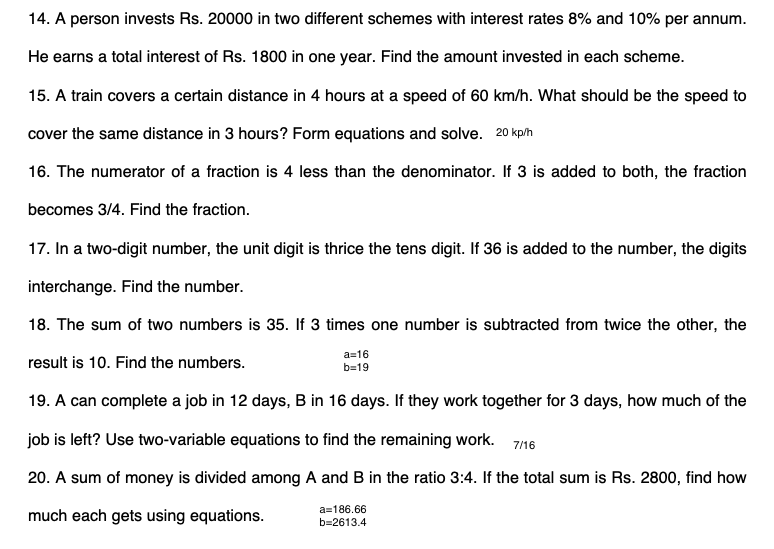 14. A person invests Rs. 20000 in two different schemes with interest rates 8% and 10% per annum.
He earns a total interest of Rs. 1800 in one year. Find the amount invested in each scheme.
15. A train covers a certain distance in 4 hours at a speed of 60 km/h. What should be the speed to
cover the same distance in 3 hours? Form equations and solve. 20 kp/h
16. The numerator of a fraction is 4 less than the denominator. If 3 is added to both, the fraction
becomes 3/4. Find the fraction.
17. In a two-digit number, the unit digit is thrice the tens digit. If 36 is added to the number, the digits
interchange. Find the number.
18. The sum of two numbers is 35. If 3 times one number is subtracted from twice the other, the
result is 10. Find the numbers.
a=16
b=19
19. A can complete a job in 12 days, B in 16 days. If they work together for 3 days, how much of the
job is left? Use two-variable equations to find the remaining work. 7/16
20. A sum of money is divided among A and B in the ratio 3:4. If the total sum is Rs. 2800, find how
much each gets using equations.
a=186.66
b=2613.4